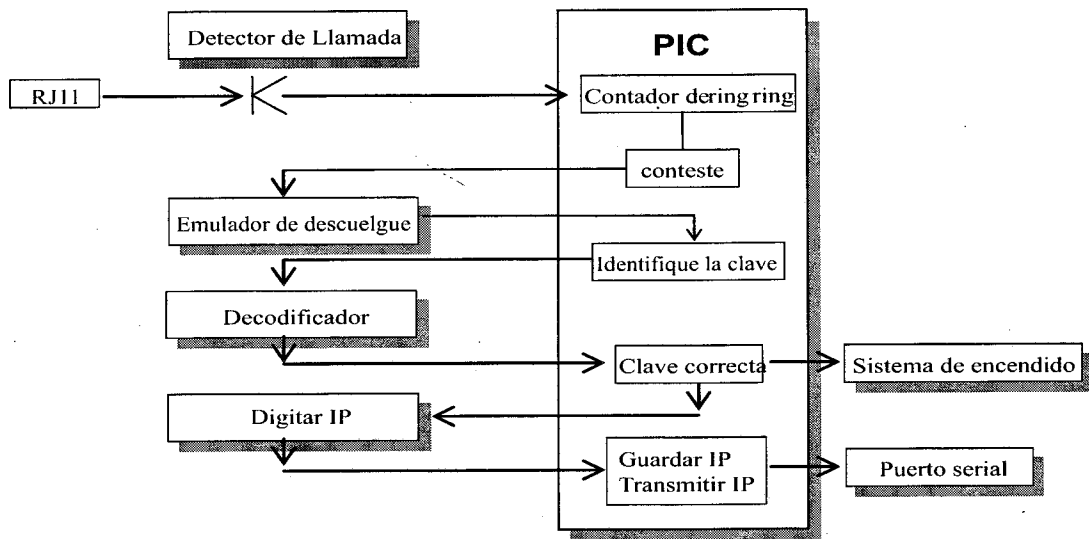 Detector de Llamada
PIC
RJ11
Contador dering ring
conteste
Emulador de descuelgue
Identifique la clave
Decodificador
Clave correcta
Sistema de encendido
Digitar IP
Guardar IP
Transmitir IP
Puerto serial